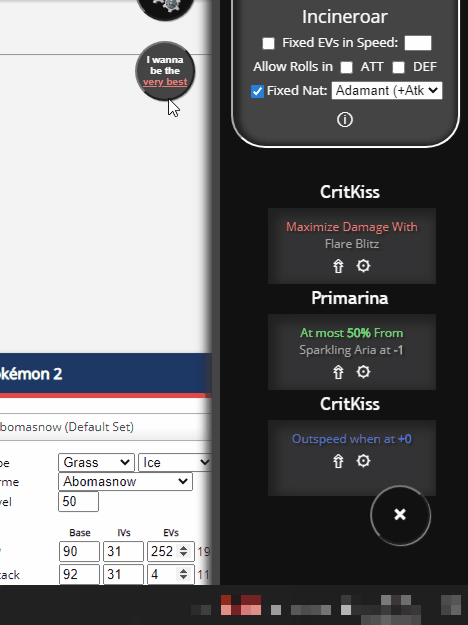 Incineroar
Fixed EVs in Speed:
Allow Rolls in ATT DEF
Fixed Nat: Adamant (+Atk
I wanna
be the
very best
CritKiss
Maximize Damage With
Flare Blitz
Primarina
At most 50% From
Sparkling Aria at -1
CritKiss
Outspeed when at +0
okémon 2
bomasnow (Default Set)
pe Grass Ice
rme Abomasnow
vel 50
Base IVs EVs
90 31 252 19
tack 92 31 4 11